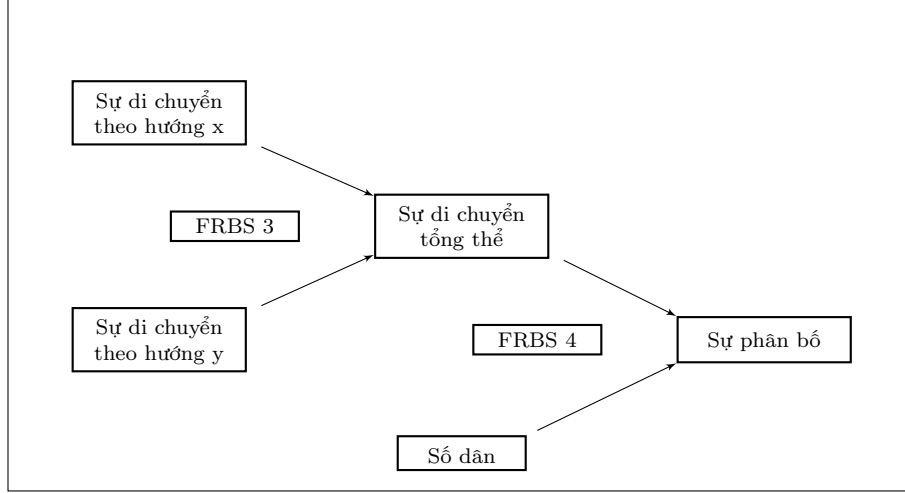 Sự di chuyển
theo hướng x
FRBS 3
Sự di chuyển
tổng thể
Sự di chuyển
theo hướng y
FRBS 4
Sự phân bố
Số dân